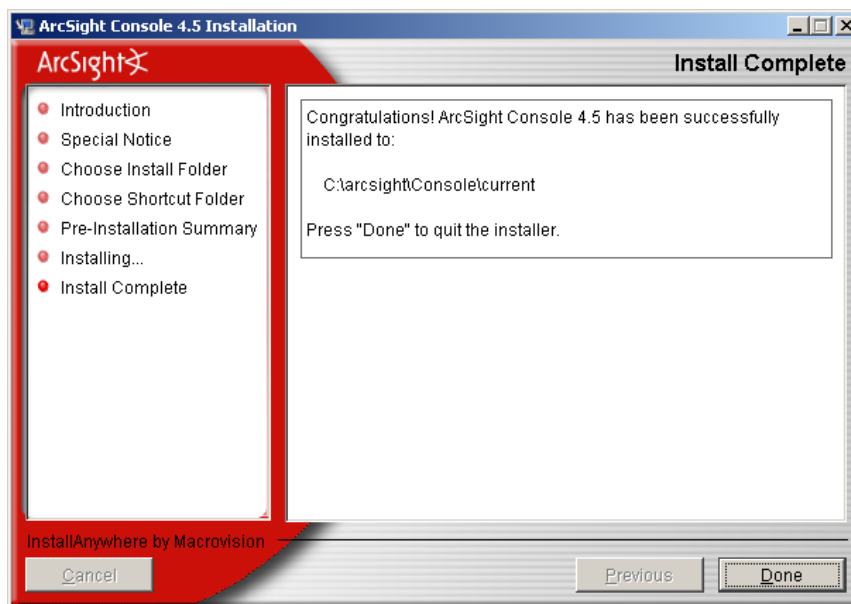 ArcSight Console 4.5 Installation
ArcSight
Install Complete
Introduction
Special Notice
Choose Install Folder
Choose Shortcut Folder
Pre-Installation Summary
Installing...
Install Complete
Congratulations! ArcSight Console 4.5 has been successfully
installed to:
C:\arcsight\Console\current
Press "Done" to quit the installer.
InstallAnywhere by Macrovision
Cancel
Previous
Done